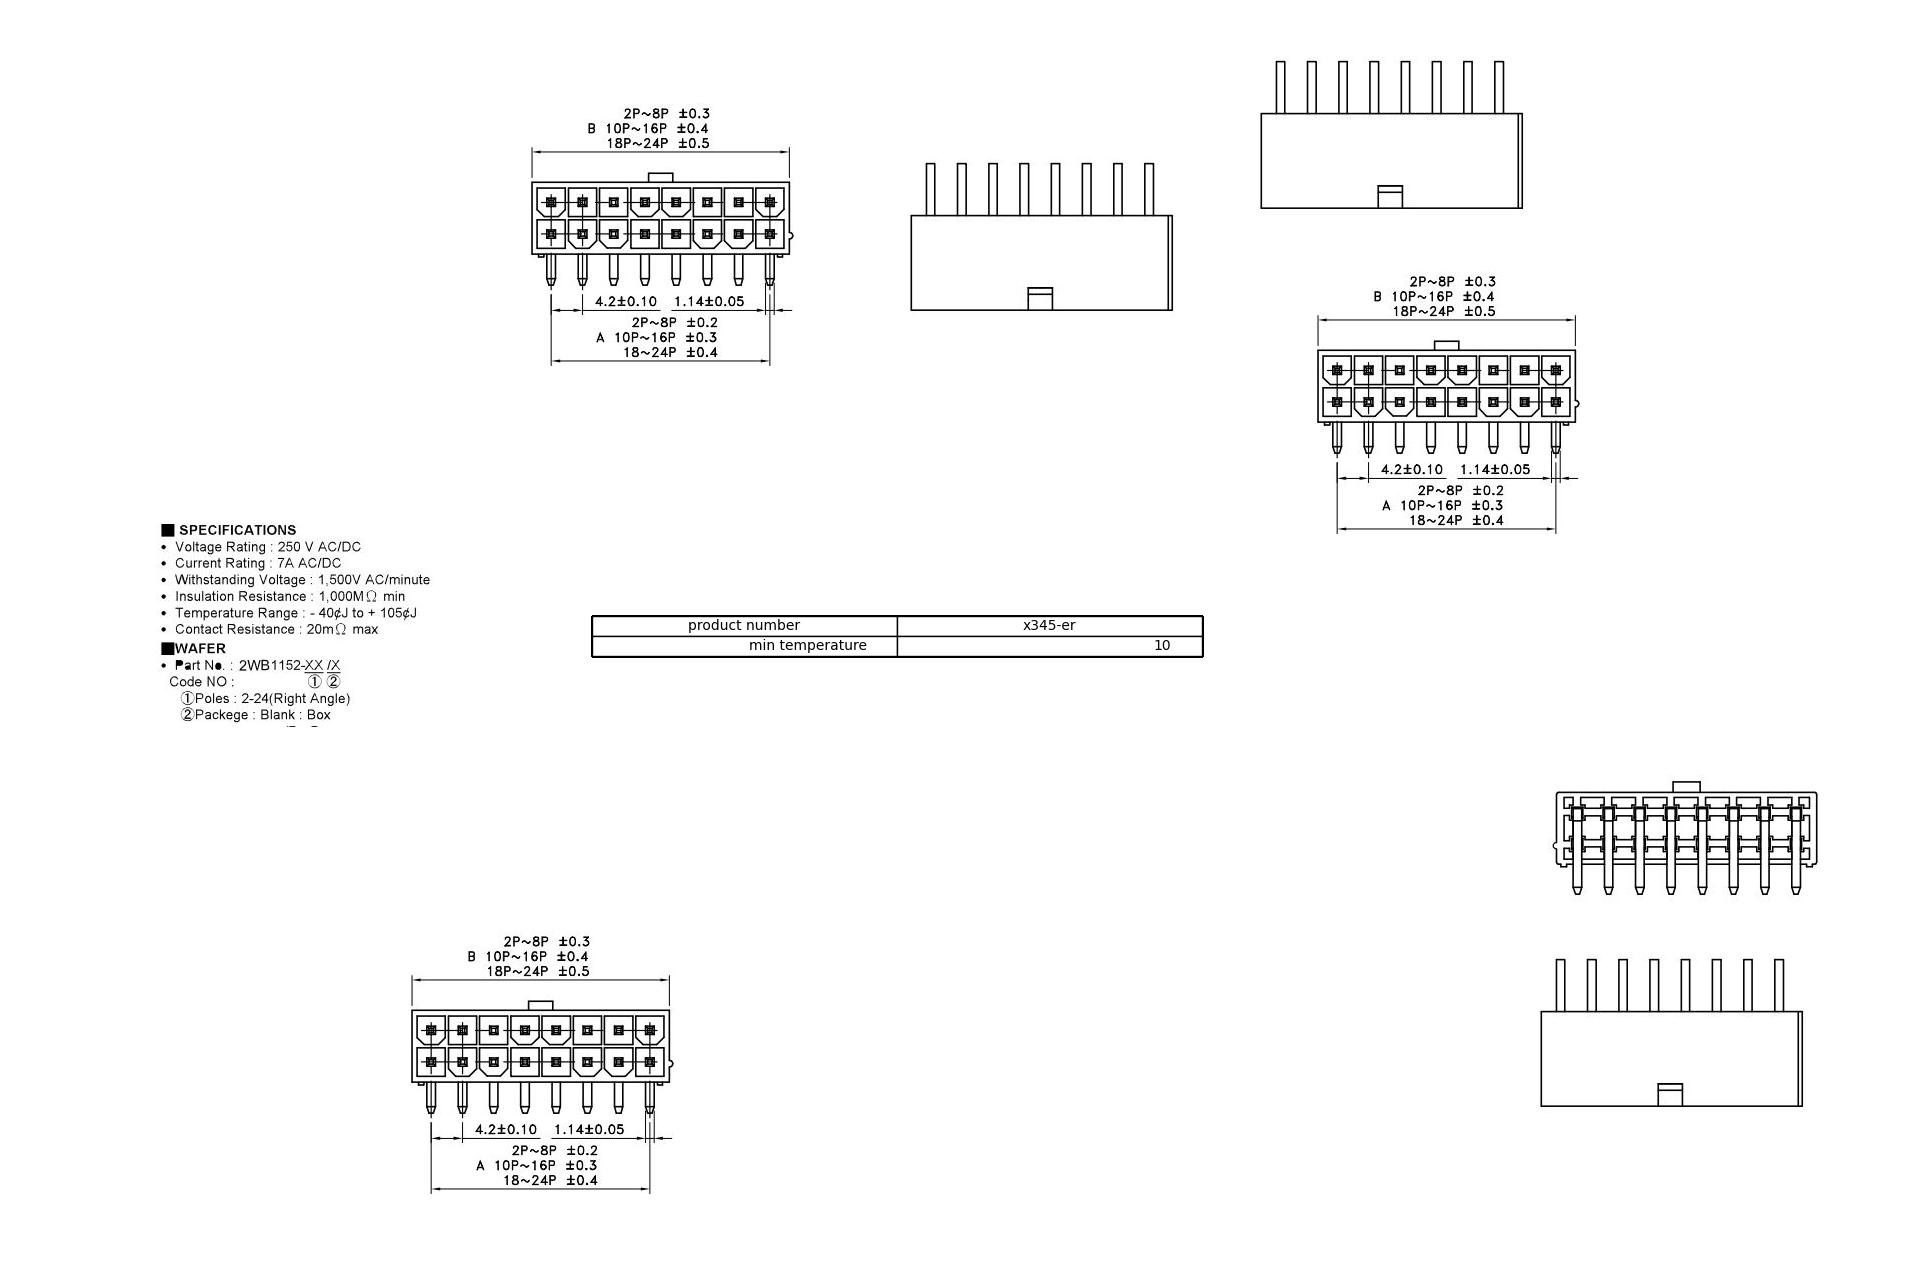 2P~8P ±0.3
B 10P~16P ±0.4
18P~24P ±0.5
4.2±0.10 1.14±0.05
2P~8P ±0.2
A 10P~16P ±0.3
18~24P ±0.4
2P~8P ±0.3
B 10P~16P ±0.4
18P~24P ±0.5
4.2±0.10 1.14±0.05
2P~8P ±0.2
A 10P~16P ±0.3
18~24P ±0.4
■ SPECIFICATIONS
• Voltage Rating : 250 V AC/DC
• Current Rating : 7A AC/DC
• Withstanding Voltage : 1,500V AC/minute
• Insulation Resistance : 1,000MΩ min
• Temperature Range : - 40¢J to + 105¢J
• Contact Resistance : 20mΩ max
■WAFER
• Part No. : 2WB1152-XX /X
Code NO : ① ②
①Poles : 2-24(Right Angle)
②Packege : Blank : Box
product number x345-er
min temperature 10
2P~8P ±0.3
B 10P~16P ±0.4
18P~24P ±0.5
4.2±0.10 1.14±0.05
2P~8P ±0.2
A 10P~16P ±0.3
18~24P ±0.4